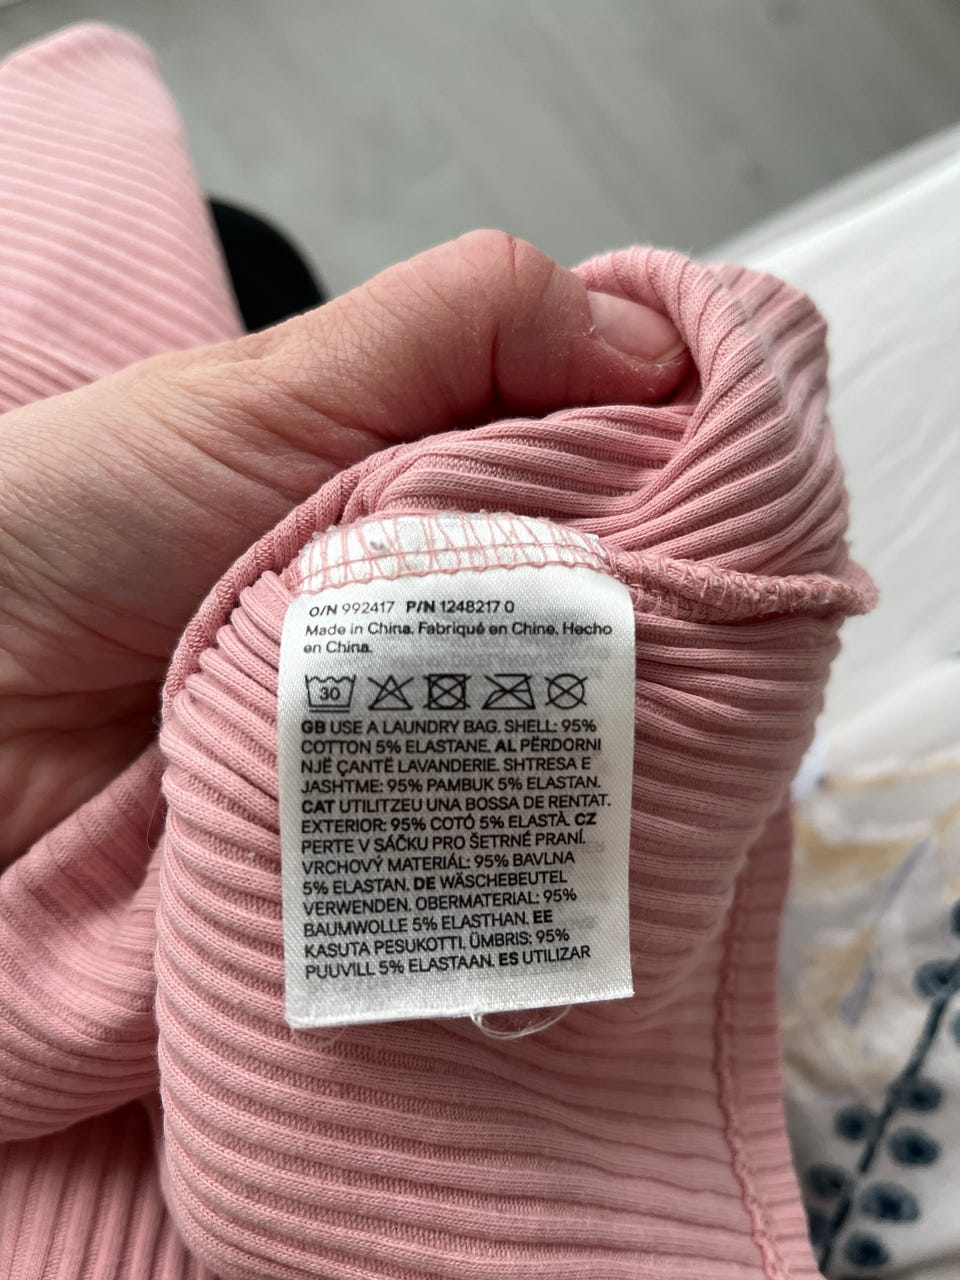 O/N 992417 P/N 1248217 0
Made in China. Fabriqué en Chine. Hecho
en China.
30
GB USE A LAUNDRY BAG. SHELL: 95%
COTTON 5% ELASTANE. AL PËRDORNI
NJË ÇANTË LAVANDERIE. SHTRESA E
JASHTME: 95% PAMBUK 5% ELASTAN.
CAT UTILITZEU UNA BOSSA DE RENTAT.
EXTERIOR: 95% COTÓ 5% ELASTÀ. CZ
PERTE V SÁČKU PRO ŠETRNÉ PRANÍ.
VRCHOVÝ MATERIÁL: 95% BAVLNA
5% ELASTAN. DE WÄSCHEBEUTEL
VERWENDEN. OBERMATERIAL: 95%
BAUMWOLLE 5% ELASTHAN. EE
KASUTA PESUKOTTI. ÜMBRIS: 95%
PUUVILL 5% ELASTAAN. ES UTILIZAR